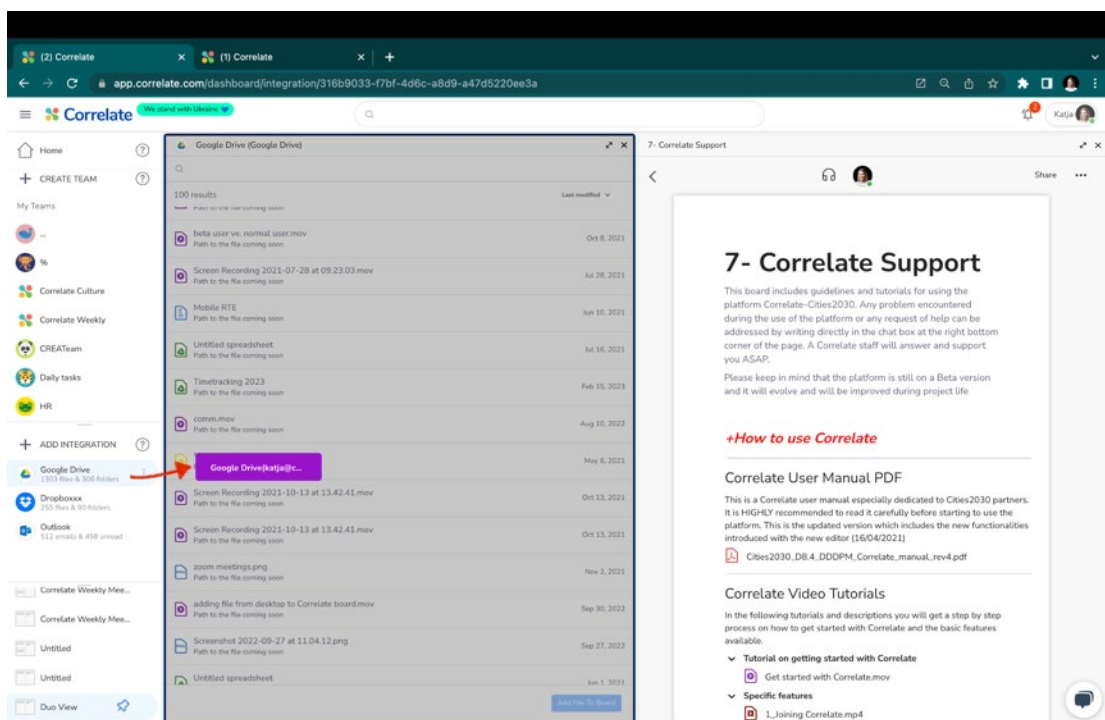 (2) Correlate
(1) Correlate
app.correlate.com/dashboard/integration/316b9033-f7bf-4d6c-a8d9-a47d5220ee3a
Correlate
We stand with Ukraine
2
Katja
Home
CREATE TEAM
My Teams
..
%
Correlate Culture
Correlate Weekly
CREATeam
Daily tasks
HR
ADD INTEGRATION
Google Drive
1303 files & 306 folders
Dropboxxx
255 files & 90 folders
Outlook
512 emails & 458 unread
Correlate Weekly Mee...
Correlate Weekly Mee...
Untitled
Untitled
Duo View
Google Drive (Google Drive)
100 results
Last modified
Path to the file coming soon
beta user ve. normal user.mov
Oct 8, 2021
Path to the file coming soon
Screen Recording 2021-07-28 at 09.23.03.mov
Jul 28, 2021
Path to the file coming soon
Mobile RTE
Jun 10, 2021
Path to the file coming soon
Untitled spreadsheet
Jul 16, 2021
Path to the file coming soon
Timetracking 2023
Feb 15, 2023
Path to the file coming soon
comm.mov
Aug 10, 2022
Path to the file coming soon
Google Drive(katja@c...
May 6, 2021
Screen Recording 2021-10-13 at 13.42.41.mov
Oct 13, 2021
Path to the file coming soon
Screen Recording 2021-10-13 at 13.42.41.mov
Oct 13, 2021
Path to the file coming soon
zoom meetings.png
Nov 2, 2021
Path to the file coming soon
adding file from desktop to Correlate board.mov
Sep 30, 2022
Path to the file coming soon
Screenshot 2022-09-27 at 11.04.12.png
Sep 27, 2022
Path to the file coming soon
Untitled spreadsheet
Jun 1, 2021
Add File To Board
7- Correlate Support
Share
7- Correlate Support
This board includes guidelines and tutorials for using the
platform Correlate-Cities2030. Any problem encountered
during the use of the platform or any request of help can be
addressed by writing directly in the chat box at the right bottom
corner of the page. A Correlate staff will answer and support
you ASAP.
Please keep in mind that the platform is still on a Beta version
and it will evolve and will be improved during project life
+How to use Correlate
Correlate User Manual PDF
This is a Correlate user manual especially dedicated to Cities2030 partners.
It is HIGHLY recommended to read it carefully before starting to use the
platform. This is the updated version which includes the new functionalities
introduced with the new editor (16/04/2021)
Cities2030_D8.4_DDDPM_Correlate_manual_rev4.pdf
Correlate Video Tutorials
In the following tutorials and descriptions you will get a step by step
process on how to get started with Correlate and the basic features
available.
Tutorial on getting started with Correlate
Get started with Correlate.mov
Specific features
1_Joining Correlate.mp4